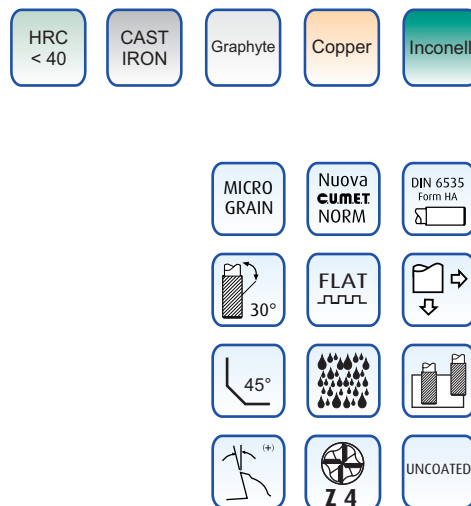 HRC
< 40
CAST
IRON
Graphyte
Copper
Inconell
MICRO
GRAIN
Nuova
C.U.M.E.T.
NORM
DIN 6535
Form HA
30°
FLAT
45°
(+)
Z 4
UNCOATED